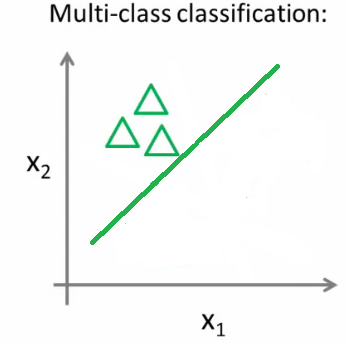 Multi-class classification:
x₂
x₁